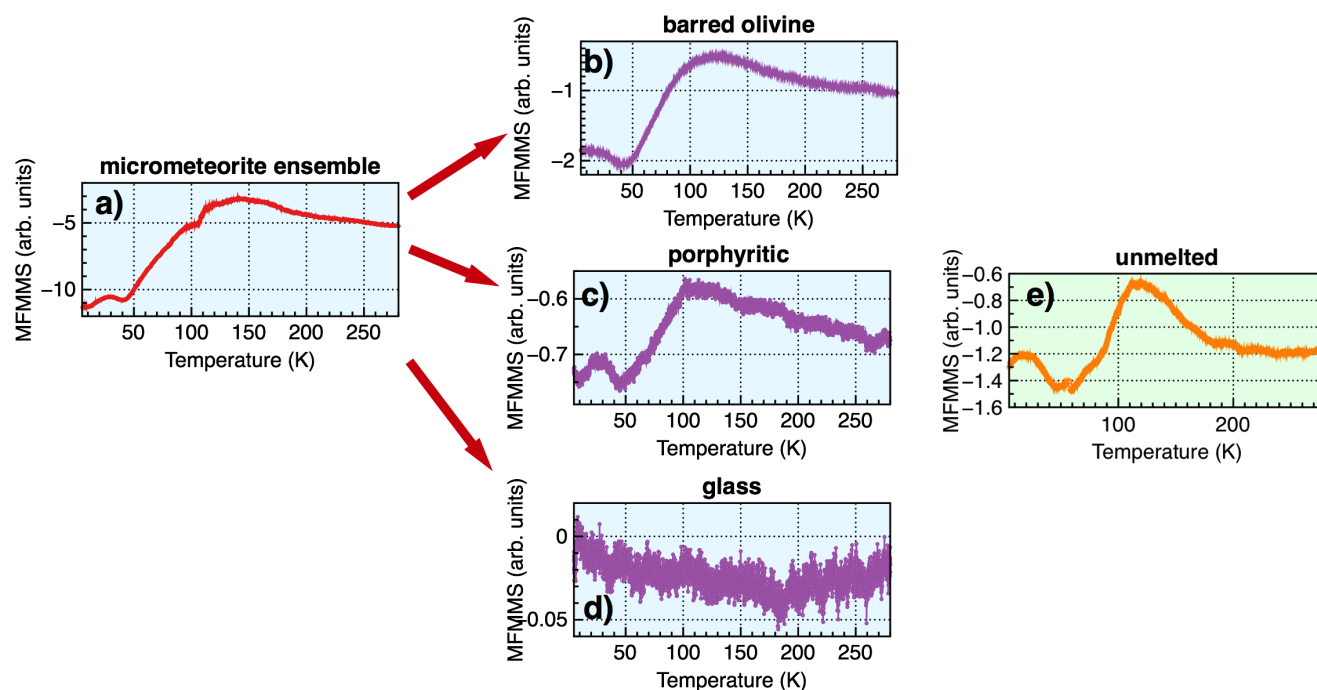 micrometeorite ensemble
a)
MFMMS (arb. units)
−5
−10
50 100 150 200 250
Temperature (K)
barred olivine
b)
MFMMS (arb. units)
−1
−2
50 100 150 200 250
Temperature (K)
porphyritic
c)
MFMMS (arb. units)
−0.6
−0.7
50 100 150 200 250
Temperature (K)
glass
d)
MFMMS (arb. units)
0
−0.05
50 100 150 200 250
Temperature (K)
unmelted
e)
MFMMS (arb. units)
−0.6
−0.8
−1.0
−1.2
−1.4
−1.6
100 200
Temperature (K)